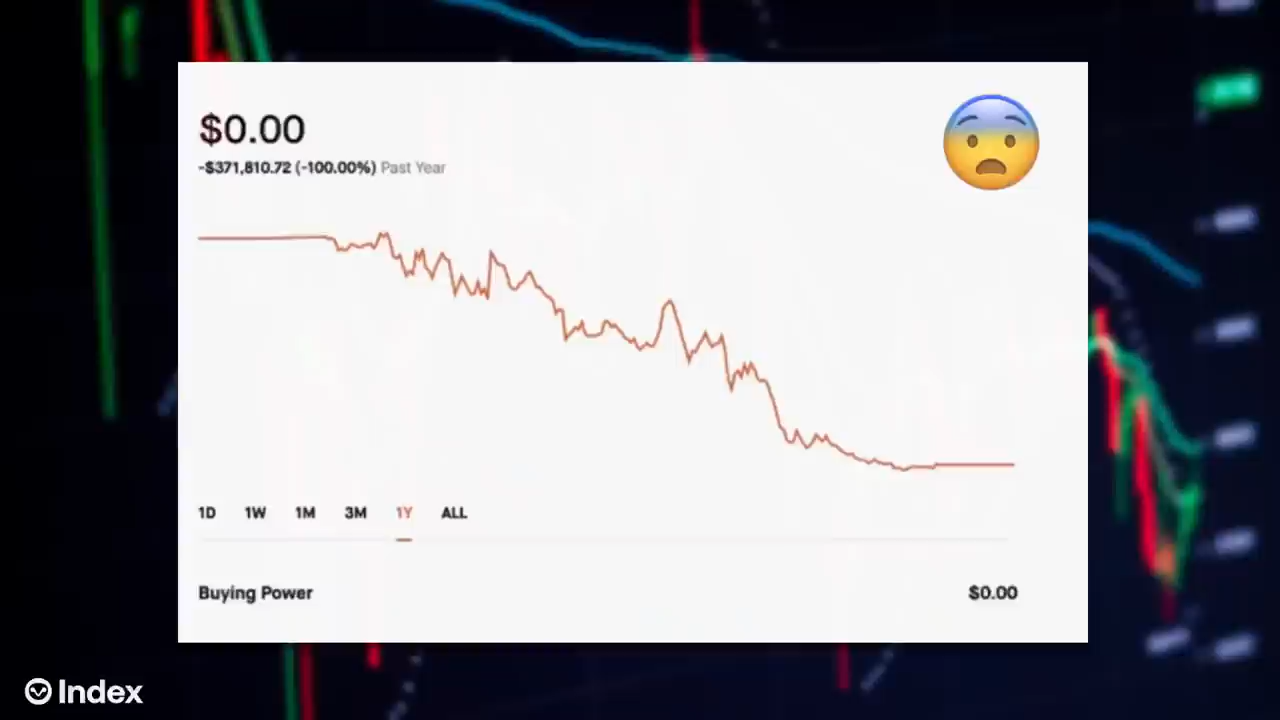 $0.00
-$371,810.72 (-100.00%) Past Year
1D 1W 1M 3M 1Y ALL
Buying Power $0.00
Index